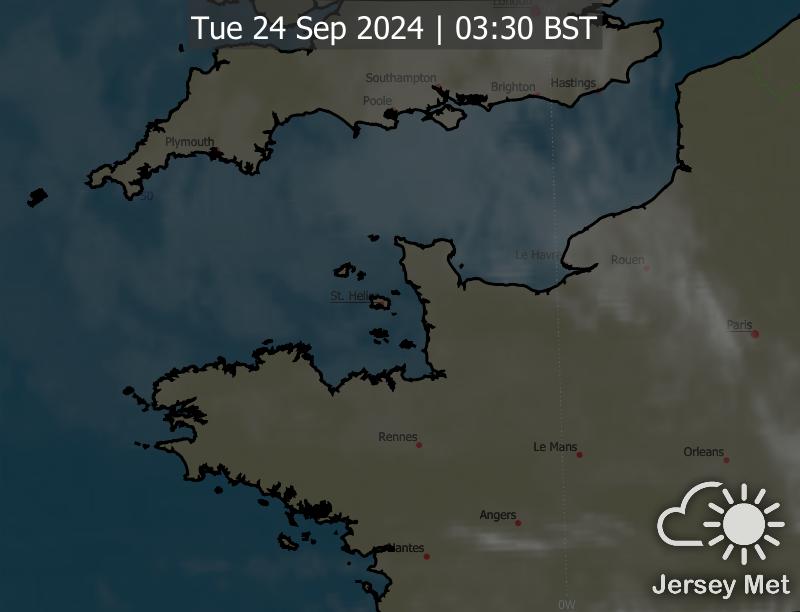 London
Tue 24 Sep 2024 | 03:30 BST
Southampton
Brighton
Hastings
Poole
Plymouth
50
Le Havre
Rouen
St. Helier
Paris
Rennes
Le Mans
Orleans
Angers
Nantes
Jersey Met
0W